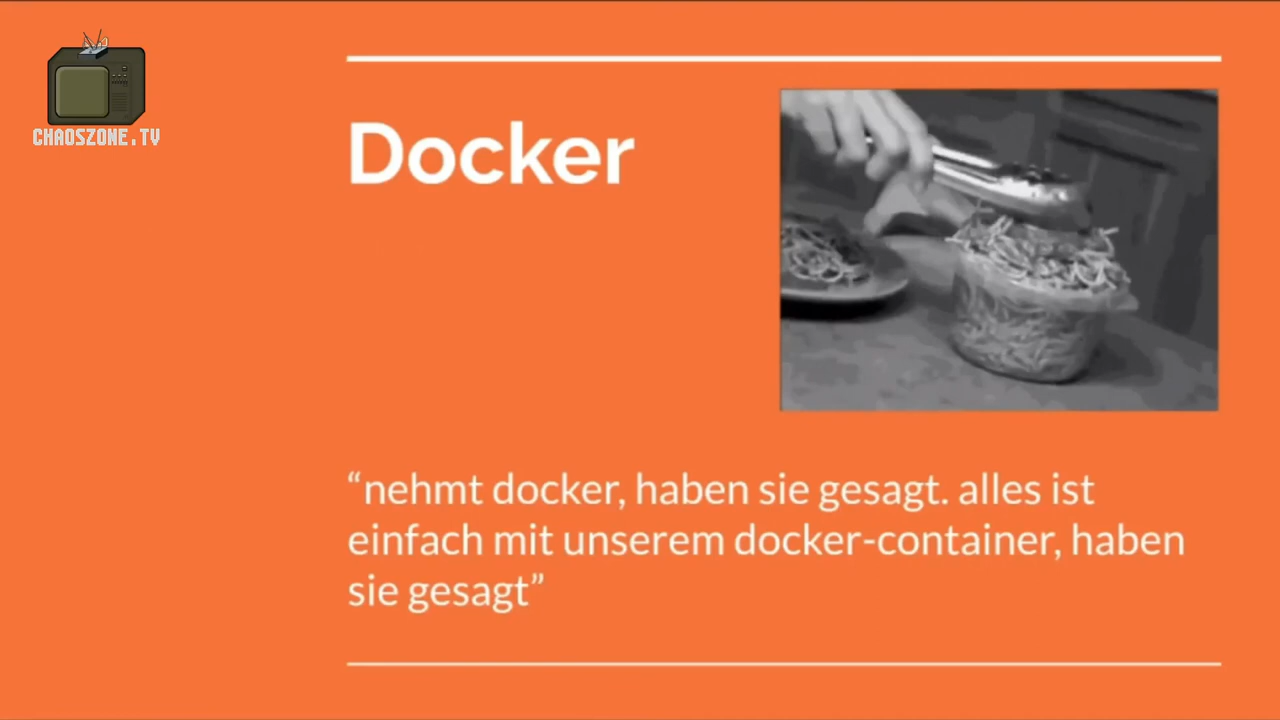 CHAOSZONE.TV
Docker
“nehmt docker, haben sie gesagt. alles ist
einfach mit unserem docker-container, haben
sie gesagt”